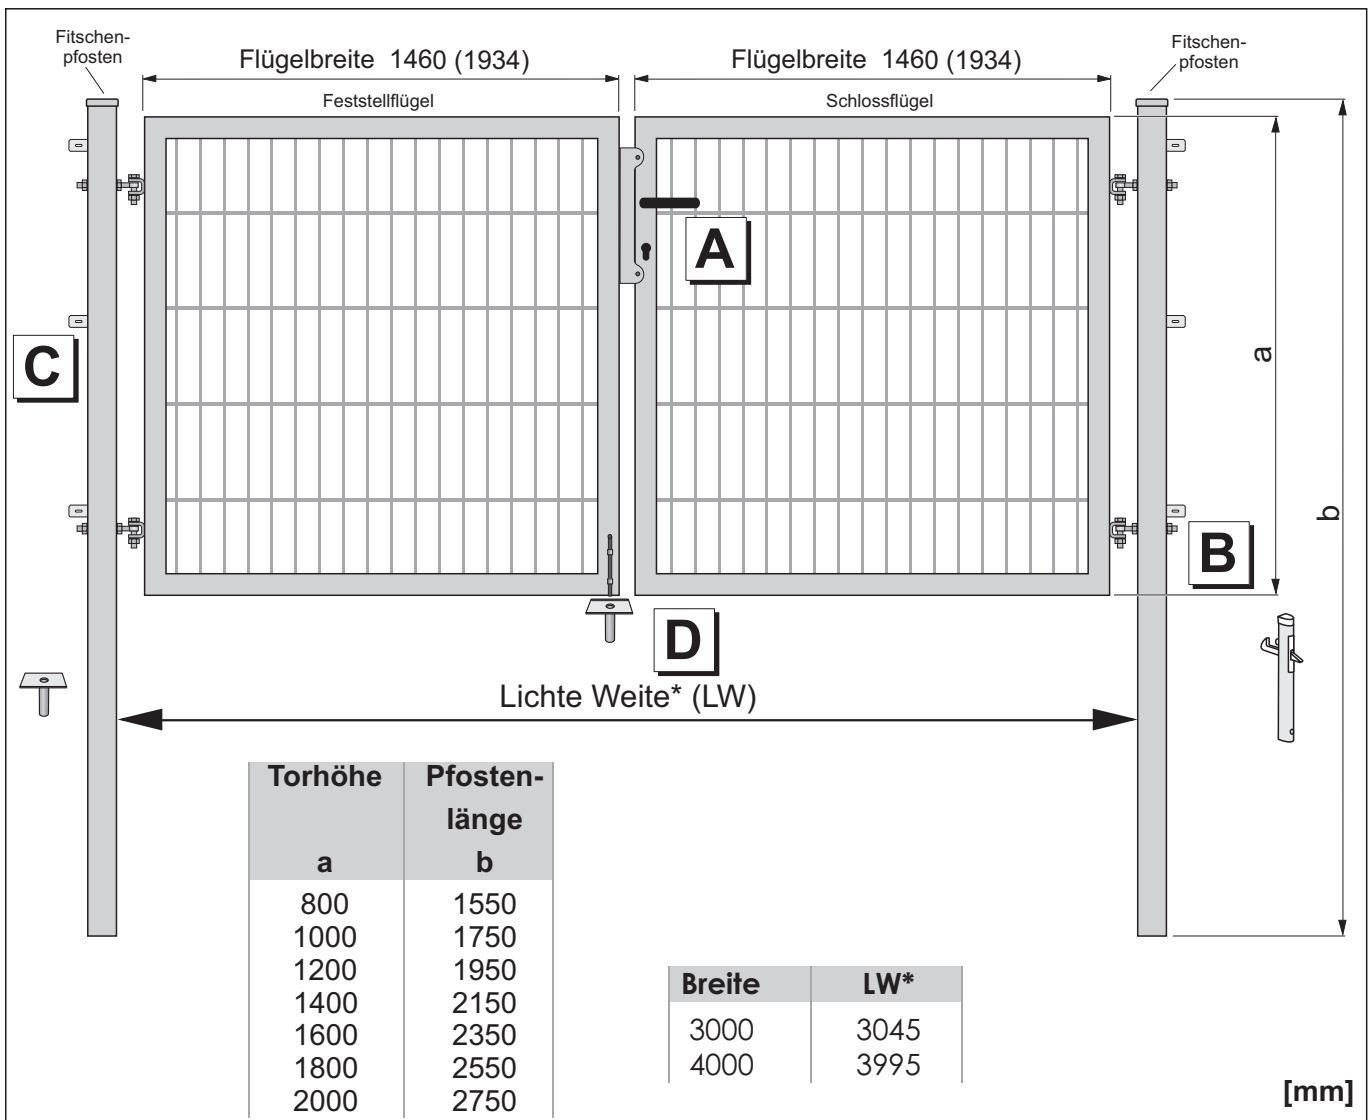 Fitschen-
pfosten
Flügelbreite 1460 (1934)
Flügelbreite 1460 (1934)
Fitschen-
pfosten
Feststellflügel
Schlossflügel
A
C
a
b
B
D
Lichte Weite* (LW)
Torhöhe Pfosten-
länge
a b
800 1550
1000 1750
1200 1950
1400 2150
1600 2350
1800 2550
2000 2750
Breite LW*
3000 3045
4000 3995
[mm]